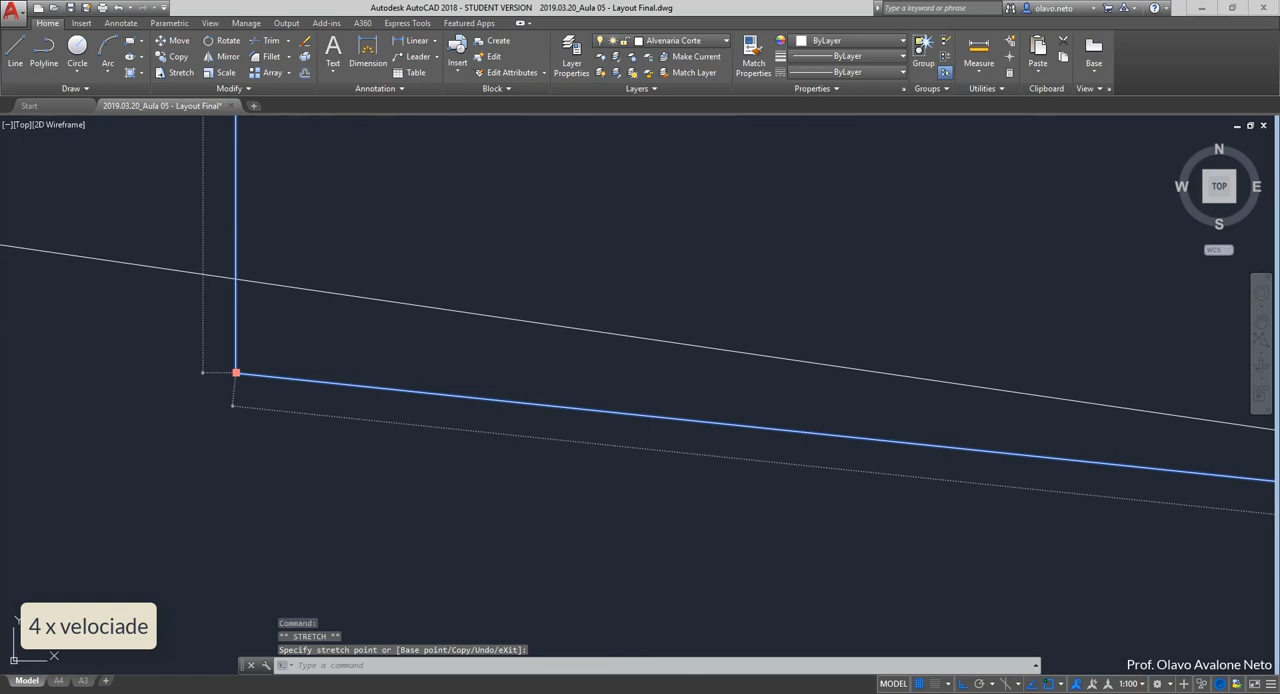 Autodesk AutoCAD 2018 - STUDENT VERSION 2019.03.20_Aula 05 - Layout Final.dwg
Type a keyword or phrase
olavo.neto
Home Insert Annotate Parametric View Manage Output Add-ins A360 Express Tools Featured Apps
Line Polyline Circle Arc
Move Rotate Trim
Copy Mirror Fillet
Stretch Scale Array
Text Dimension
Linear
Leader
Table
Insert
Create
Edit
Edit Attributes
Layer Properties
Alvenaria Corte
Make Current
Match Layer
Match Properties
ByLayer
ByLayer
ByLayer
Group
Measure
Paste
Base
Draw Modify Annotation Block Layers Properties Groups Utilities Clipboard View
Start 2019.03.20_Aula 05 - Layout Final*
[−][Top][2D Wireframe]
N
W TOP E
S
WCS
4 x velociade
Y
X
Command:
** STRETCH **
Specify stretch point or [Base point/Copy/Undo/eXit]:
Type a command
Prof. Olavo Avalone Neto
Model A4 A3
MODEL
1:100